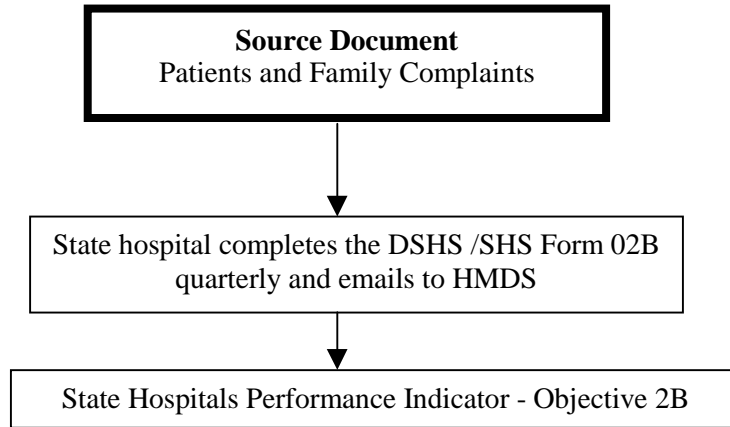 Source Document
Patients and Family Complaints
State hospital completes the DSHS /SHS Form 02B
quarterly and emails to HMDS
State Hospitals Performance Indicator - Objective 2B